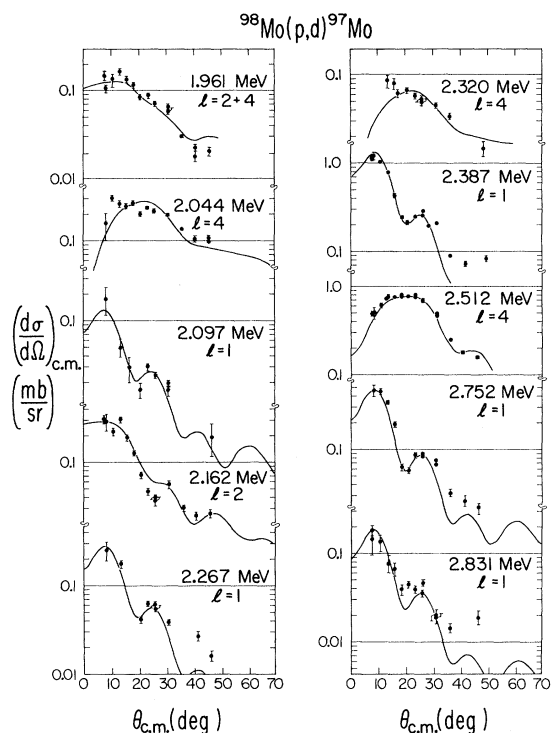 ⁹⁸Mo(p,d)⁹⁷Mo
(dσ/dΩ)c.m.
(mb/sr)
0.1
1.961 MeV
ℓ = 2+4
0.01
2.044 MeV
ℓ = 4
0.1
0.1
2.097 MeV
ℓ = 1
2.162 MeV
ℓ = 2
0.1
2.267 MeV
ℓ = 1
0.1
0.01
0 10 20 30 40 50 60 70
θc.m.(deg)
0.1
2.320 MeV
ℓ = 4
1.0
2.387 MeV
ℓ = 1
0.1
1.0
2.512 MeV
ℓ = 4
0.1
2.752 MeV
ℓ = 1
0.1
2.831 MeV
ℓ = 1
0.1
0.01
0 10 20 30 40 50 60 70
θc.m.(deg)